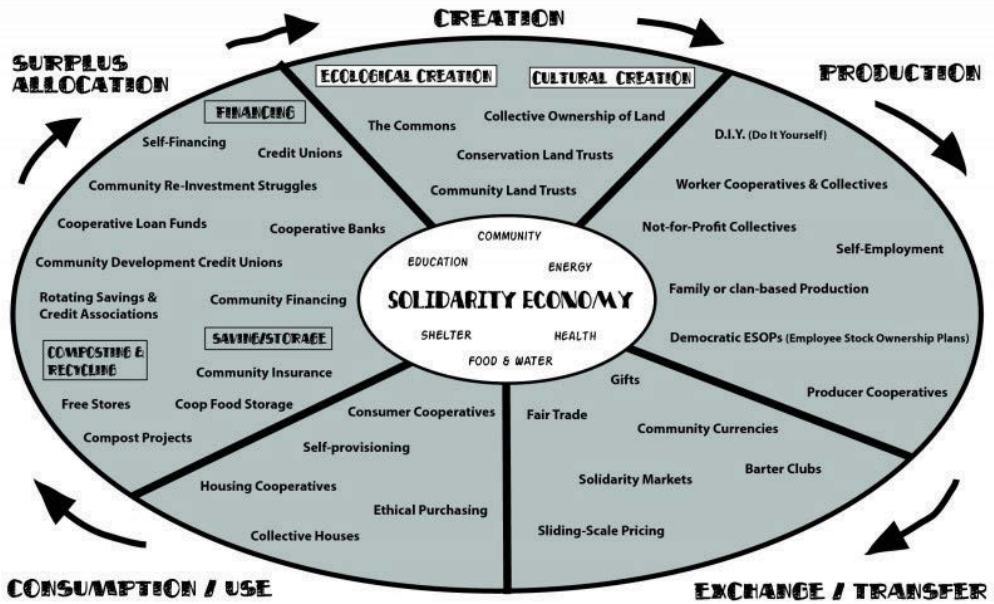 CREATION
ECOLOGICAL CREATION
CULTURAL CREATION
The Commons
Collective Ownership of Land
Conservation Land Trusts
Community Land Trusts
PRODUCTION
D.I.Y. (Do It Yourself)
Worker Cooperatives & Collectives
Not-for-Profit Collectives
Self-Employment
Family or clan-based Production
Democratic ESOPs (Employee Stock Ownership Plans)
Producer Cooperatives
EXCHANGE / TRANSFER
Gifts
Fair Trade
Community Currencies
Barter Clubs
Solidarity Markets
Sliding-Scale Pricing
CONSUMPTION / USE
Consumer Cooperatives
Self-provisioning
Housing Cooperatives
Ethical Purchasing
Collective Houses
SURPLUS
ALLOCATION
FINANCING
Self-Financing
Credit Unions
Community Re-Investment Struggles
Cooperative Loan Funds
Cooperative Banks
Community Development Credit Unions
Rotating Savings &
Credit Associations
Community Financing
SAVING/STORAGE
COMPOSTING &
RECYCLING
Community Insurance
Free Stores
Coop Food Storage
Compost Projects
COMMUNITY
EDUCATION
ENERGY
SOLIDARITY ECONOMY
SHELTER
HEALTH
FOOD & WATER